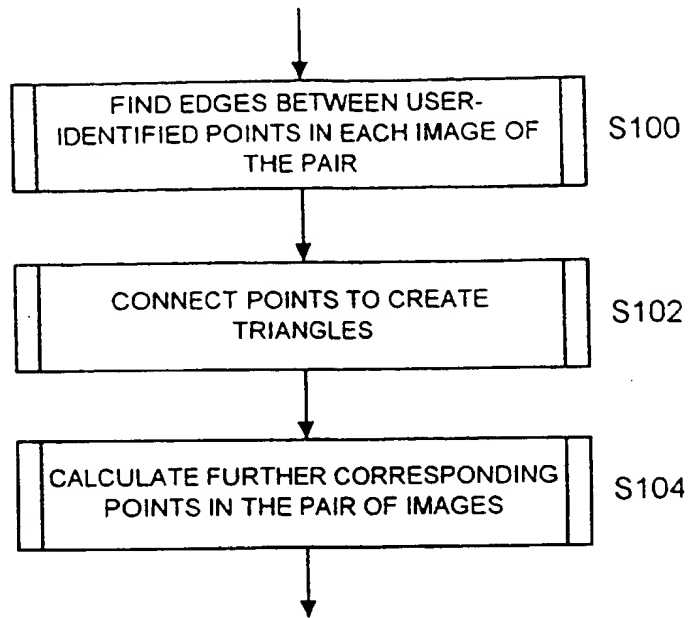 FIND EDGES BETWEEN USER-
IDENTIFIED POINTS IN EACH IMAGE OF
THE PAIR
S100
CONNECT POINTS TO CREATE
TRIANGLES
S102
CALCULATE FURTHER CORRESPONDING
POINTS IN THE PAIR OF IMAGES
S104